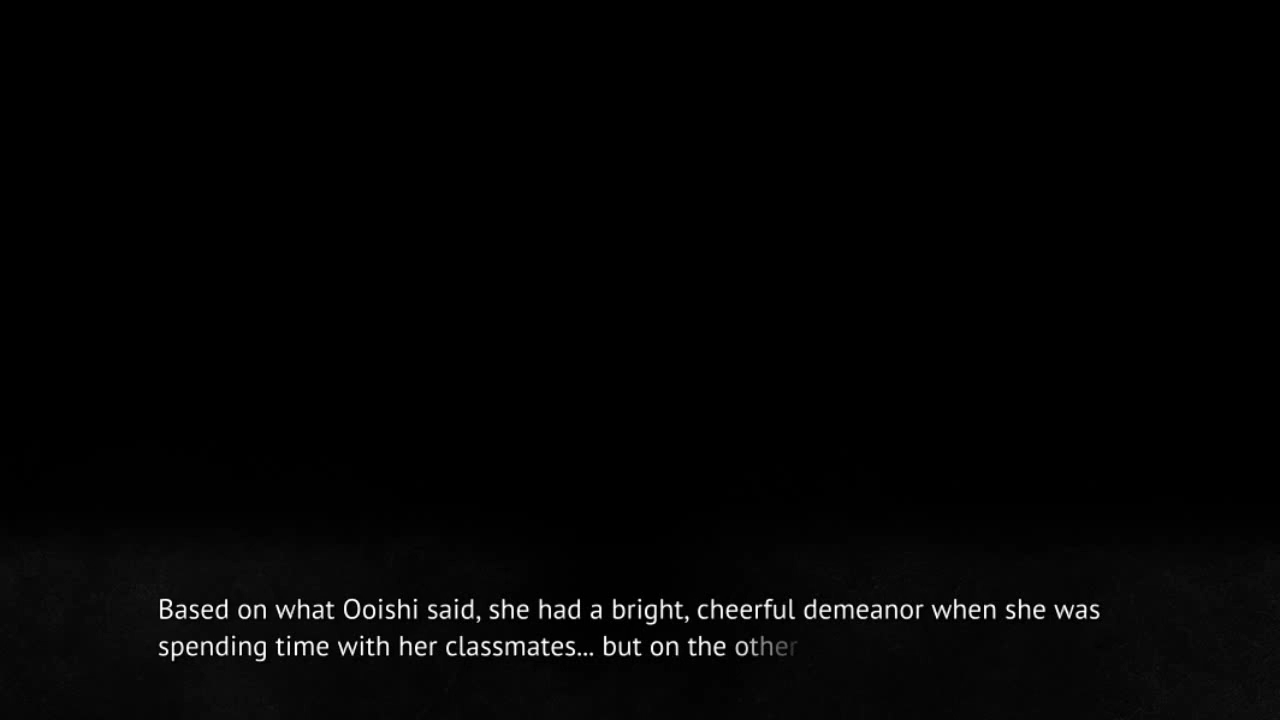 Based on what Ooishi said, she had a bright, cheerful demeanor when she was
spending time with her classmates... but on the other